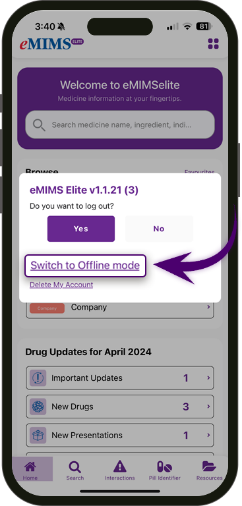 3:40
81
eMIMS ELITE
Welcome to eMIMSelite
Medicine information at your fingertips.
Search medicine name, ingredient, indi...
Browse
Favourites
eMIMS Elite v1.1.21 (3)
Do you want to log out?
Yes
No
Switch to Offline mode
Delete My Account
Company
Drug Updates for April 2024
Important Updates 1
New Drugs 3
New Presentations 1
Home
Search
Interactions
Pill Identifier
Resources